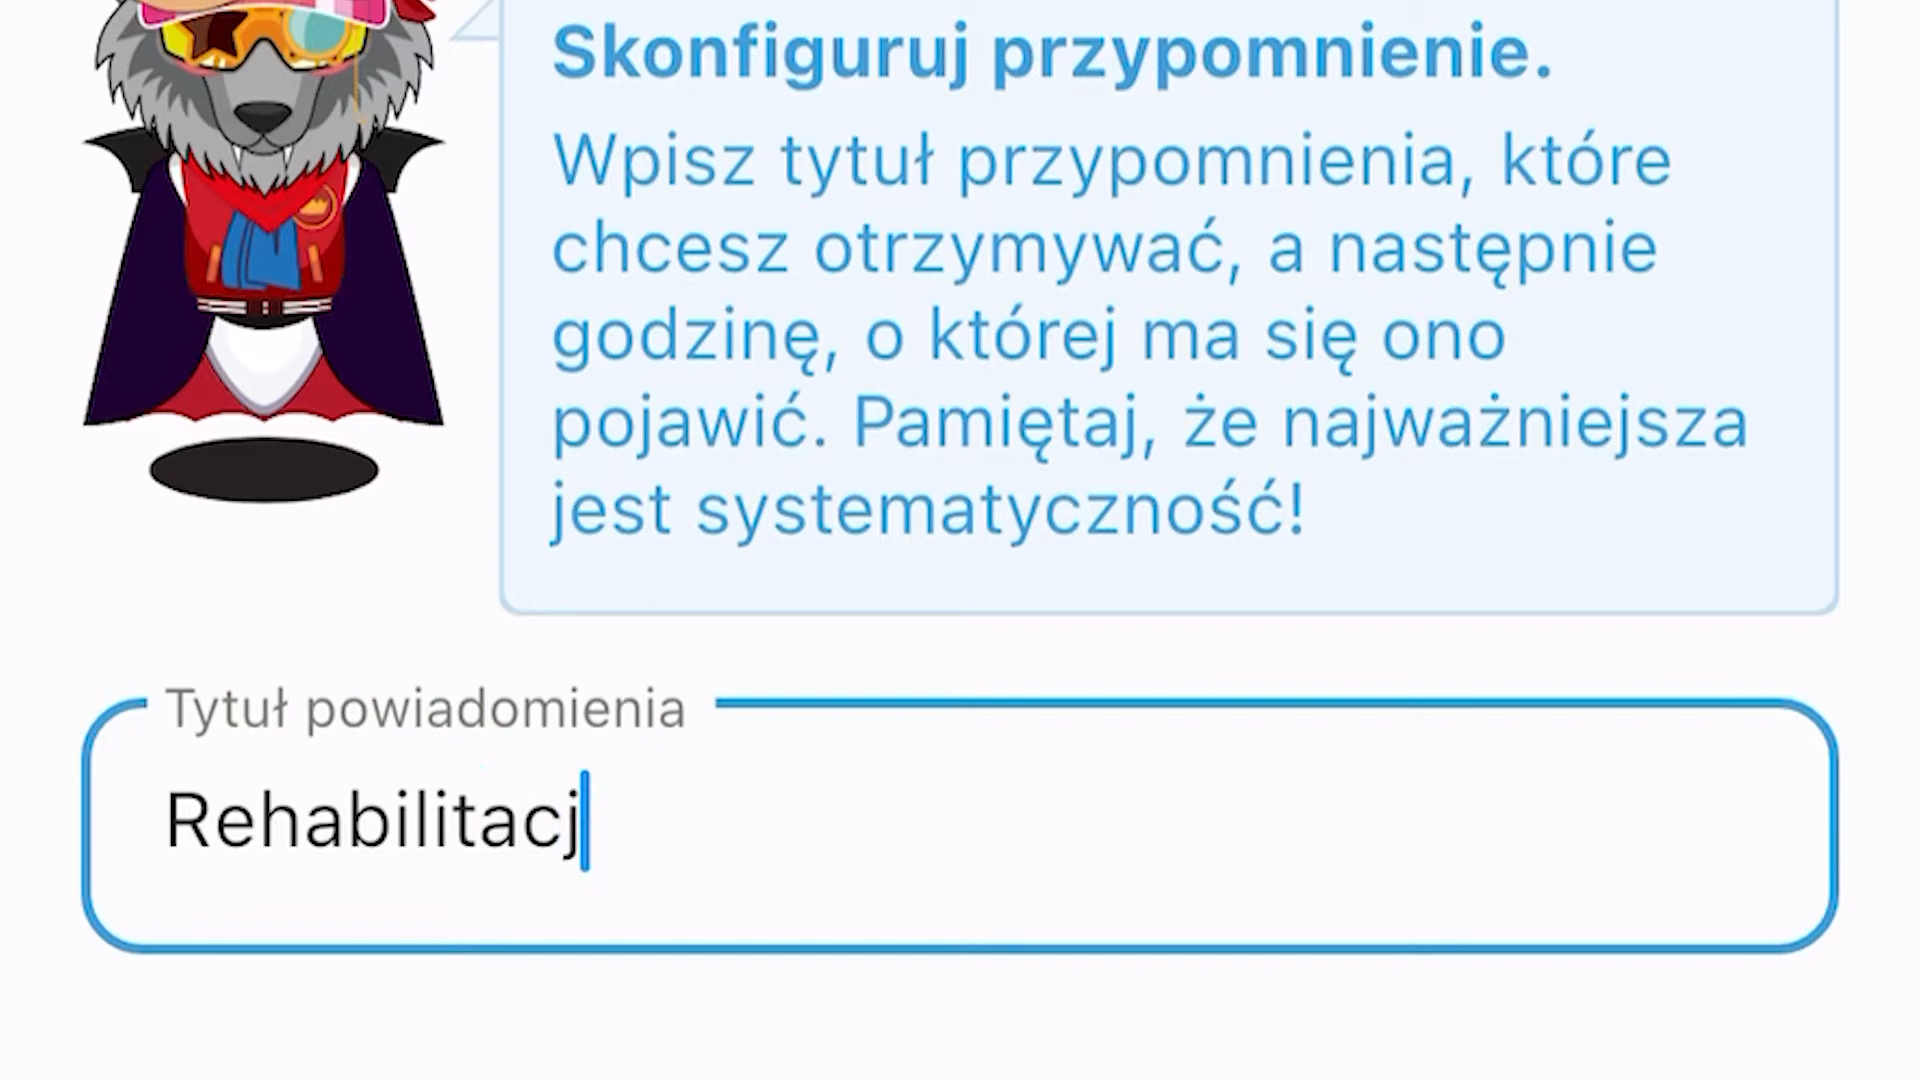 Skonfiguruj przypomnienie.
Wpisz tytuł przypomnienia, które
chcesz otrzymywać, a następnie
godzinę, o której ma się ono
pojawić. Pamiętaj, że najważniejsza
jest systematyczność!
Tytuł powiadomienia
Rehabilitacj